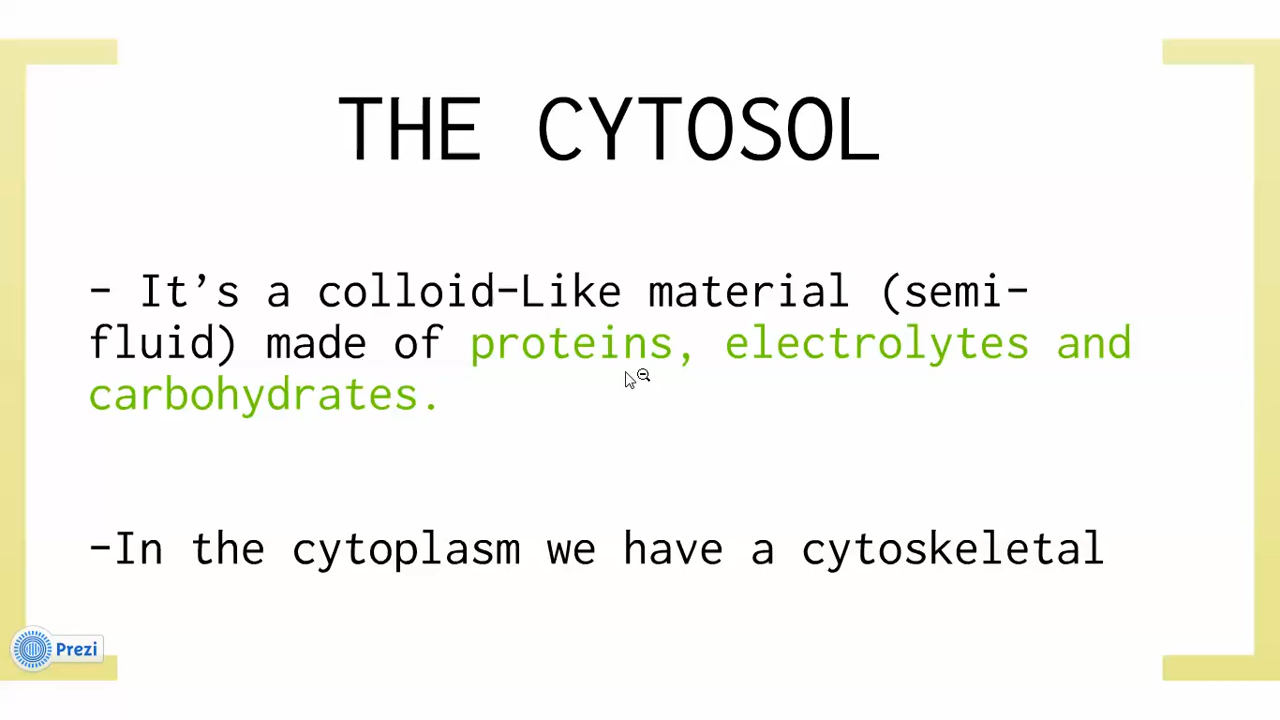 THE CYTOSOL
- It's a colloid-Like material (semi-
fluid) made of proteins, electrolytes and
carbohydrates.
-In the cytoplasm we have a cytoskeletal
Prezi